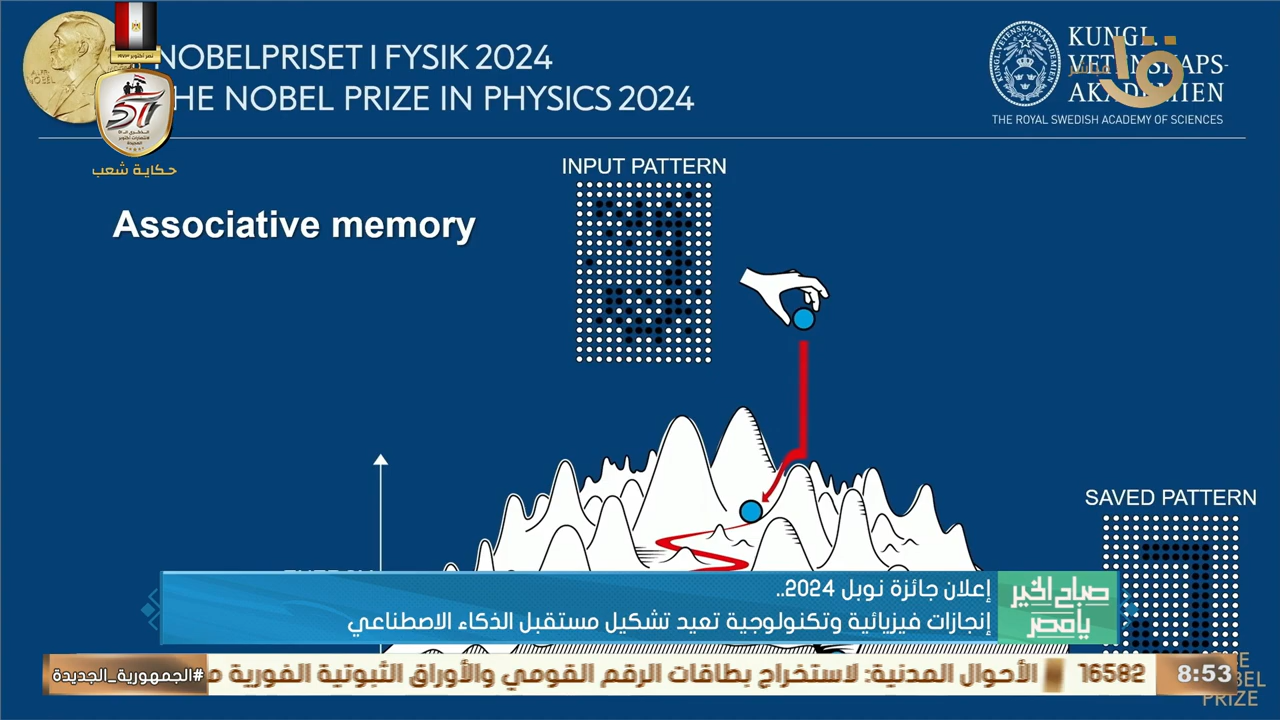 NOBELPRISET I FYSIK 2024
THE NOBEL PRIZE IN PHYSICS 2024
KUNGL.
VETENSKAPS-
AKADEMIEN
THE ROYAL SWEDISH ACADEMY OF SCIENCES
حكاية شعب
INPUT PATTERN
Associative memory
SAVED PATTERN
صباح الخير
يا مصر
إعلان جائزة نوبل 2024..
إنجازات فيزيائية وتكنولوجية تعيد تشكيل مستقبل الذكاء الاصطناعي
8:53
16582
الأحوال المدنية: لاستخراج بطاقات الرقم القومي والأوراق الثبوتية الفورية
#الجمهورية_الجديدة
PRIZE